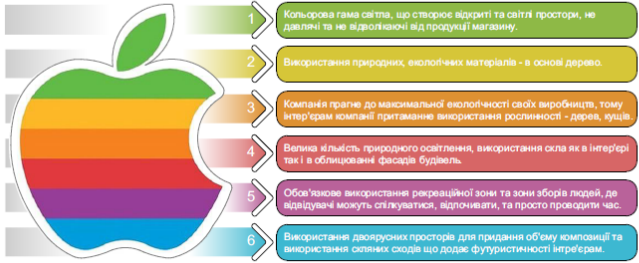 1
Кольорова гама світла, що створює відкриті та світлі простори, не
давлячі та не відволікаючі від продукції магазину.
2
Використання природних, екологічних матеріалів - в основі дерево.
3
Компанія прагне до максимальної екологічності своїх виробництва, тому
інтер'єрам компанії притаманне використання рослинності - дерев, кущів.
4
Велика кількість природного освітлення, використання скла як в інтер'єрі
так і в облицюванні фасадів будівель.
5
Обов'язкове використання рекреаційної зони та зони зборів людей, де
відвідувачі можуть спілкуватися, відпочивати, та просто проводити час.
6
Використання двоярусних просторів для придання об'єму композиції та
використання скляних сходів що додає футуристичності інтре'єрам.